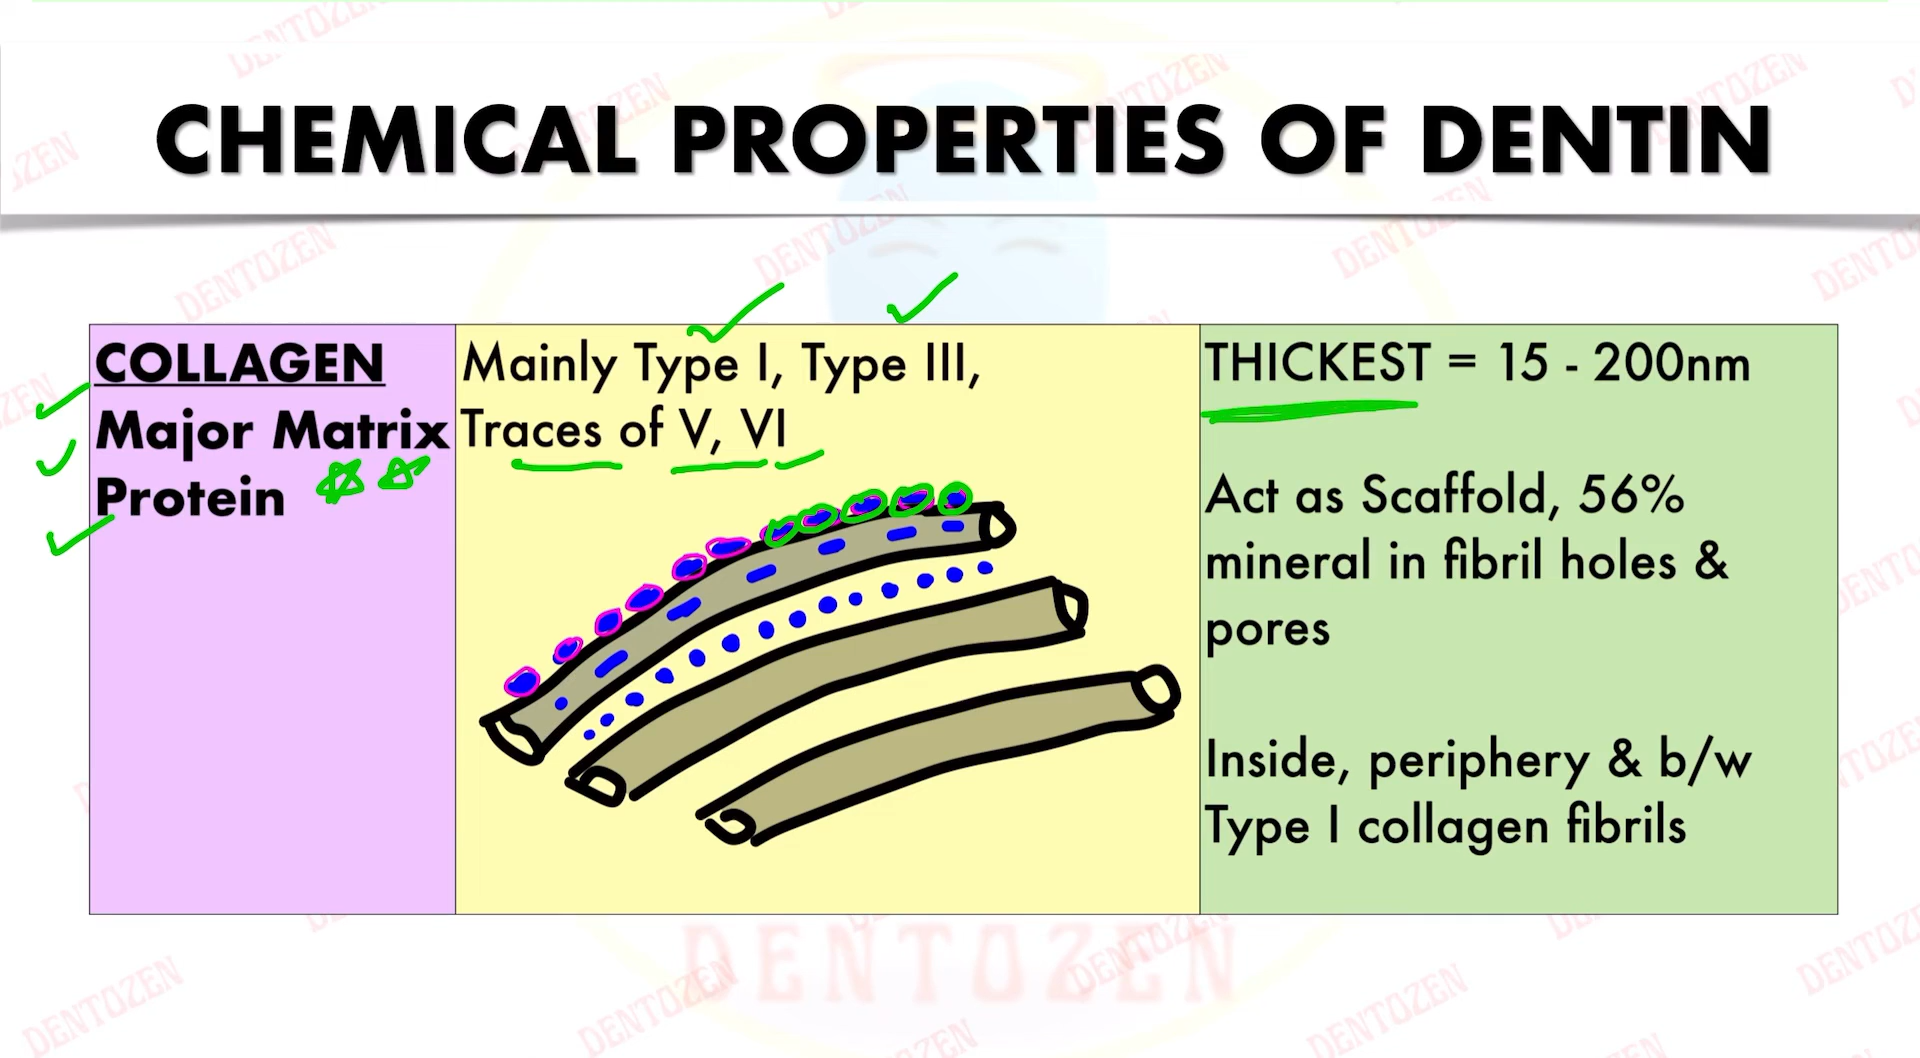 CHEMICAL PROPERTIES OF DENTIN
COLLAGEN
Major Matrix
Protein
Mainly Type I, Type III,
Traces of V, VI
THICKEST = 15 - 200nm
Act as Scaffold, 56%
mineral in fibril holes &
pores
Inside, periphery & b/w
Type I collagen fibrils
DENTOZEN